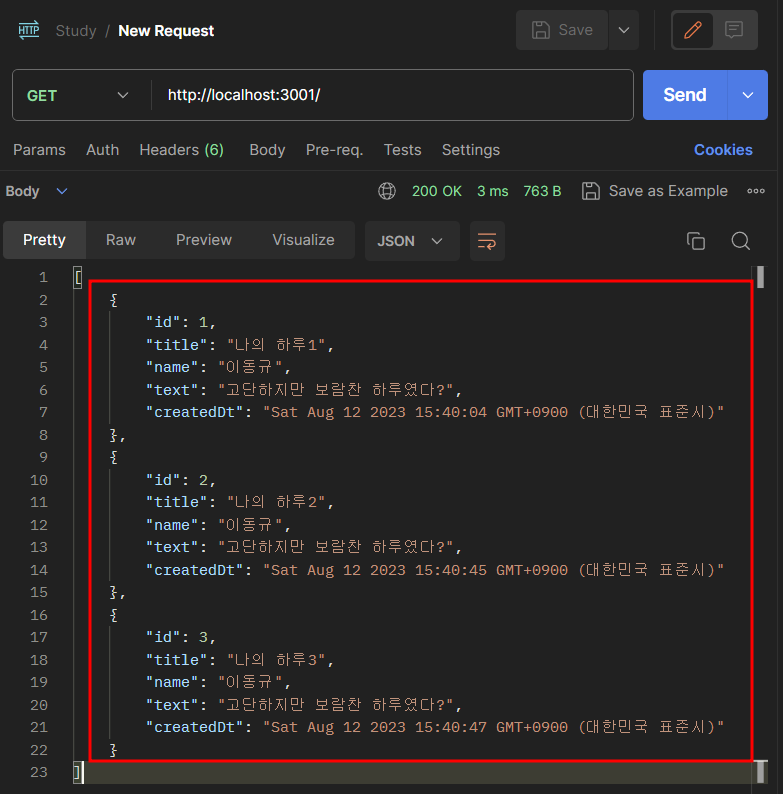 HTTP Study / New Request Save
GET http://localhost:3001/ Send
Params Auth Headers (6) Body Pre-req. Tests Settings Cookies
Body 200 OK 3 ms 763 B Save as Example
Pretty Raw Preview Visualize JSON
1 [
2 {
3 "id": 1,
4 "title": "나의 하루1",
5 "name": "이동규",
6 "text": "고단하지만 보람찬 하루였다?",
7 "createdDt": "Sat Aug 12 2023 15:40:04 GMT+0900 (대한민국 표준시)"
8 },
9 {
10 "id": 2,
11 "title": "나의 하루2",
12 "name": "이동규",
13 "text": "고단하지만 보람찬 하루였다?",
14 "createdDt": "Sat Aug 12 2023 15:40:45 GMT+0900 (대한민국 표준시)"
15 },
16 {
17 "id": 3,
18 "title": "나의 하루3",
19 "name": "이동규",
20 "text": "고단하지만 보람찬 하루였다?",
21 "createdDt": "Sat Aug 12 2023 15:40:47 GMT+0900 (대한민국 표준시)"
22 }
23 ]